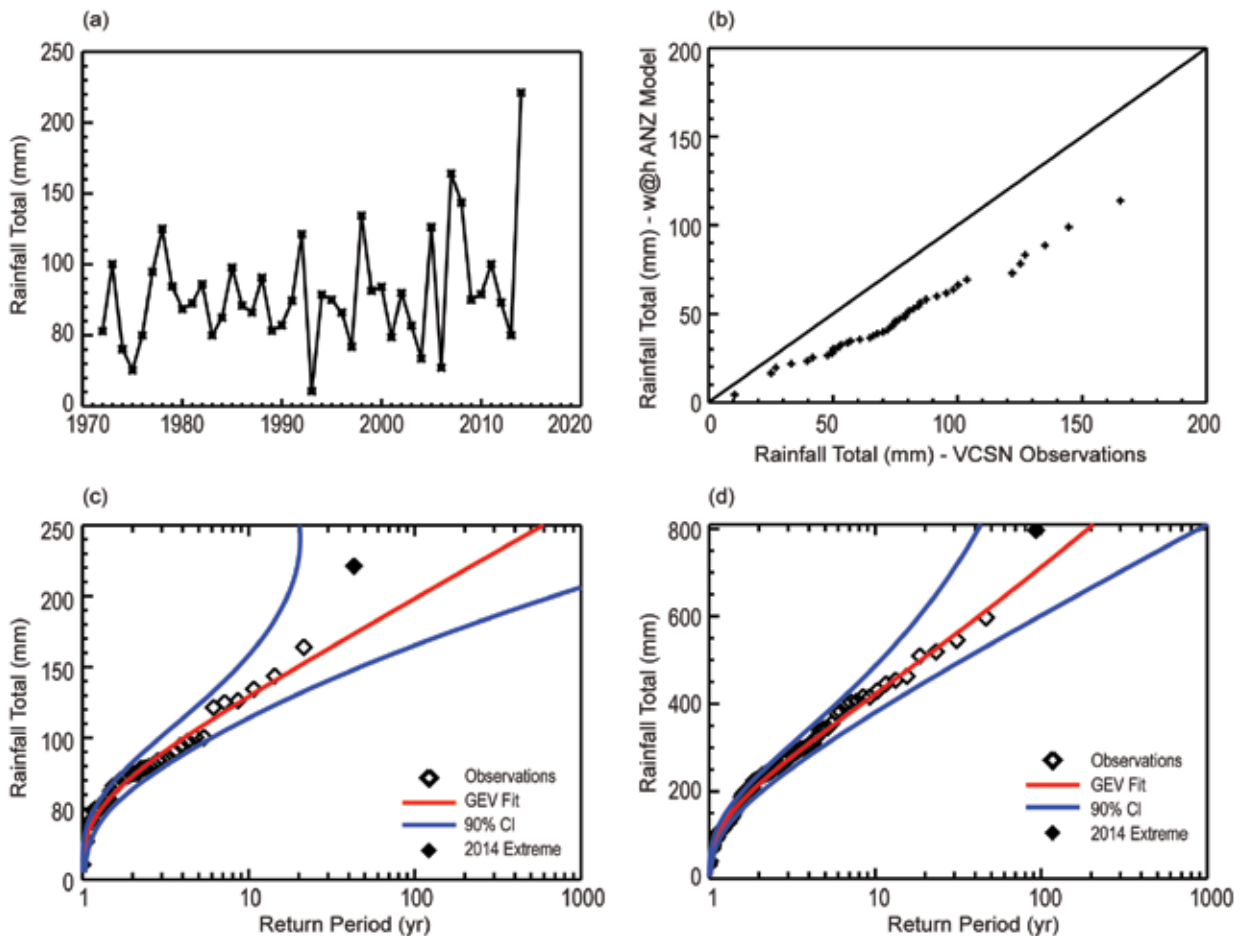 (a)
Rainfall Total (mm)
250
200
150
100
80
0
1970
1980
1990
2000
2010
2020
(b)
Rainfall Total (mm) - w@h ANZ Model
200
150
100
50
0
0
50
100
150
200
Rainfall Total (mm) - VCSN Observations
(c)
Rainfall Total (mm)
250
200
150
100
80
0
1
10
100
1000
Return Period (yr)
Observations
GEV Fit
90% CI
2014 Extreme
(d)
Rainfall Total (mm)
800
600
400
200
0
1
10
100
1000
Return Period (yr)
Observations
GEV Fit
90% CI
2014 Extreme